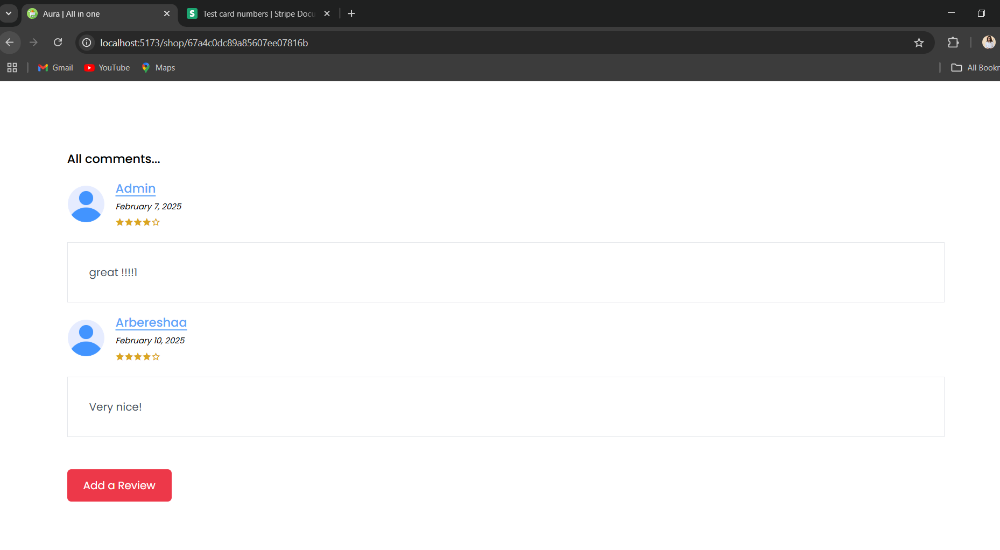 Aura | All in one
Test card numbers | Stripe Docu
localhost:5173/shop/67a4c0dc89a85607ee07816b
Gmail
YouTube
Maps
All Bookr
All comments...
Admin
February 7, 2025
great !!!!1
Arbereshaa
February 10, 2025
Very nice!
Add a Review